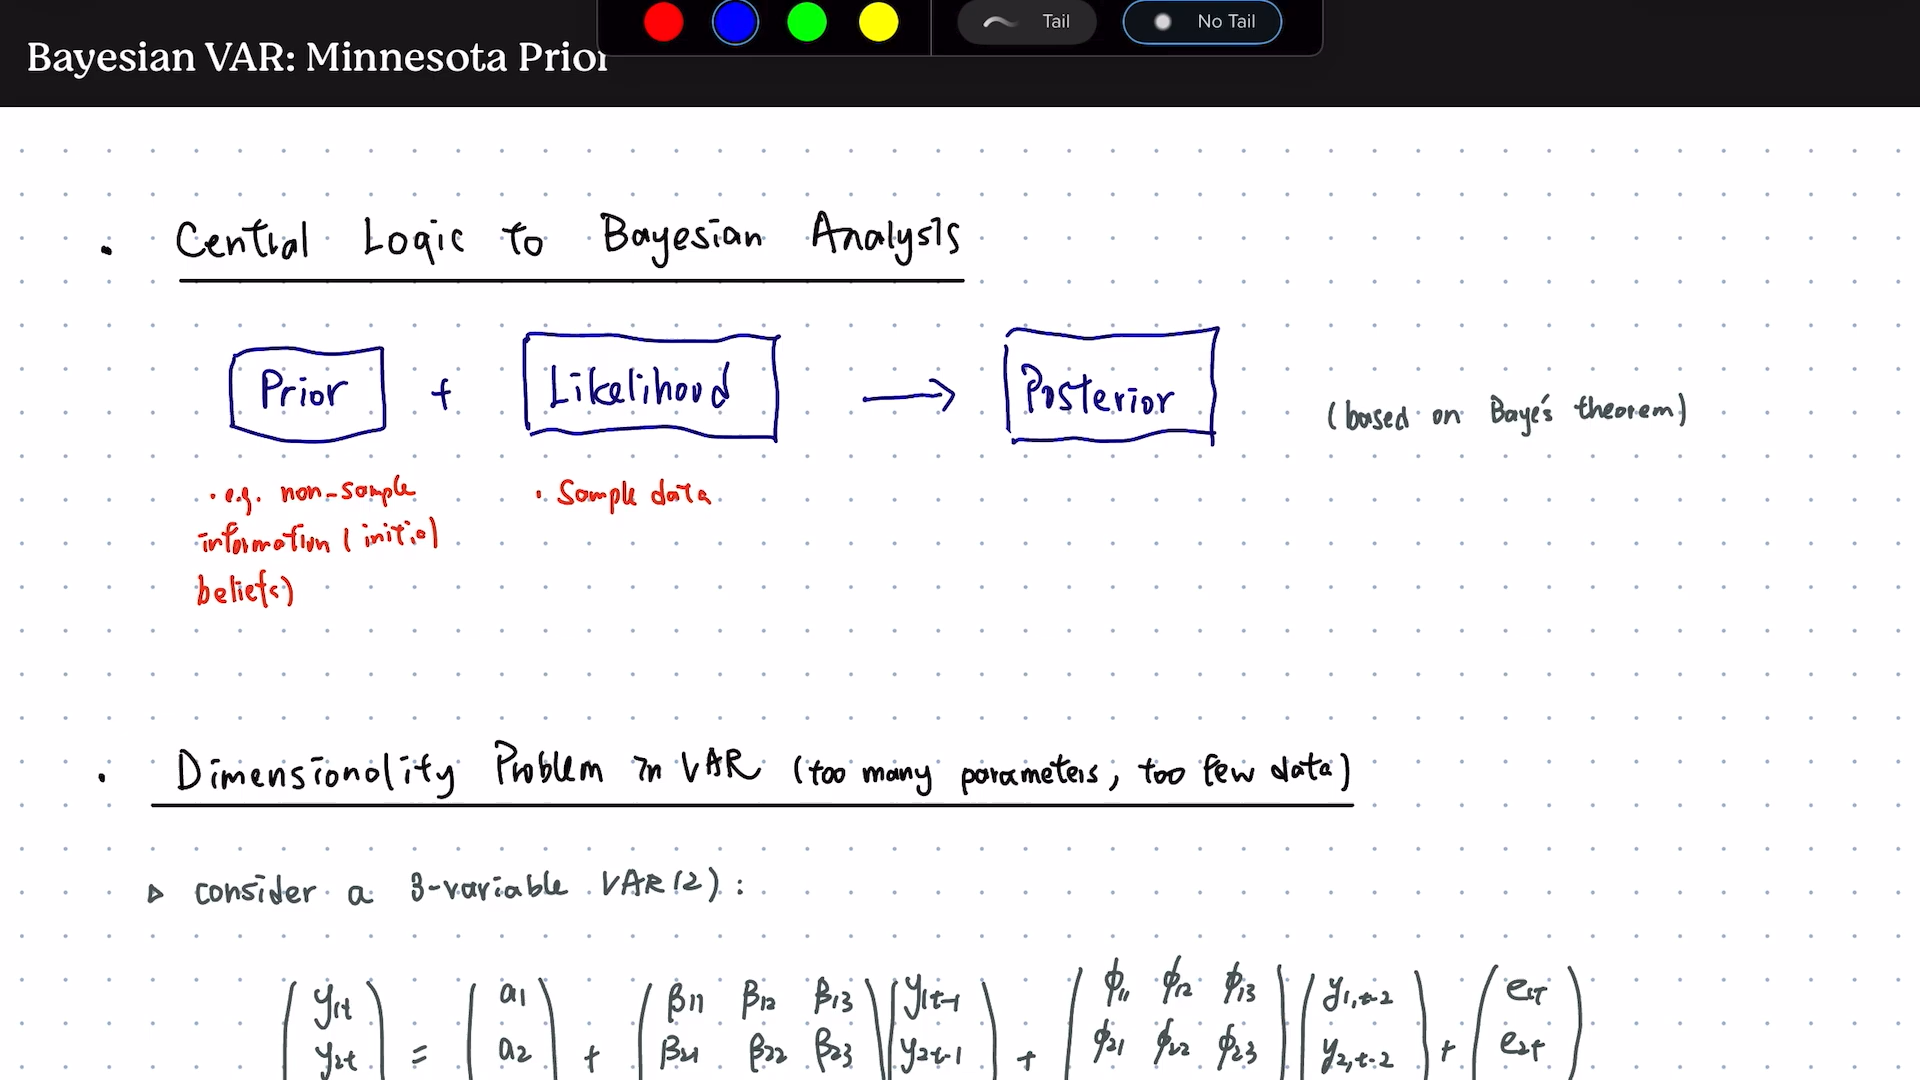 Tail
No Tail
Bayesian VAR: Minnesota Prior
• Central Logic to Bayesian Analysis
Prior + Likelihood → Posterior (based on Baye's theorem)
• e.g. non-sample
information (initial
beliefs)
• Sample data
• Dimensionality Problem in VAR (too many parameters, too few data)
▷ consider a 3-variable VAR(2):
y1t a1 β11 β12 β13 y1t-1 ϕ11 ϕ12 ϕ13 y1,t-2 e1t
y2t = a2 + β21 β22 β23 y2t-1 + ϕ21 ϕ22 ϕ23 y2,t-2 + e2t